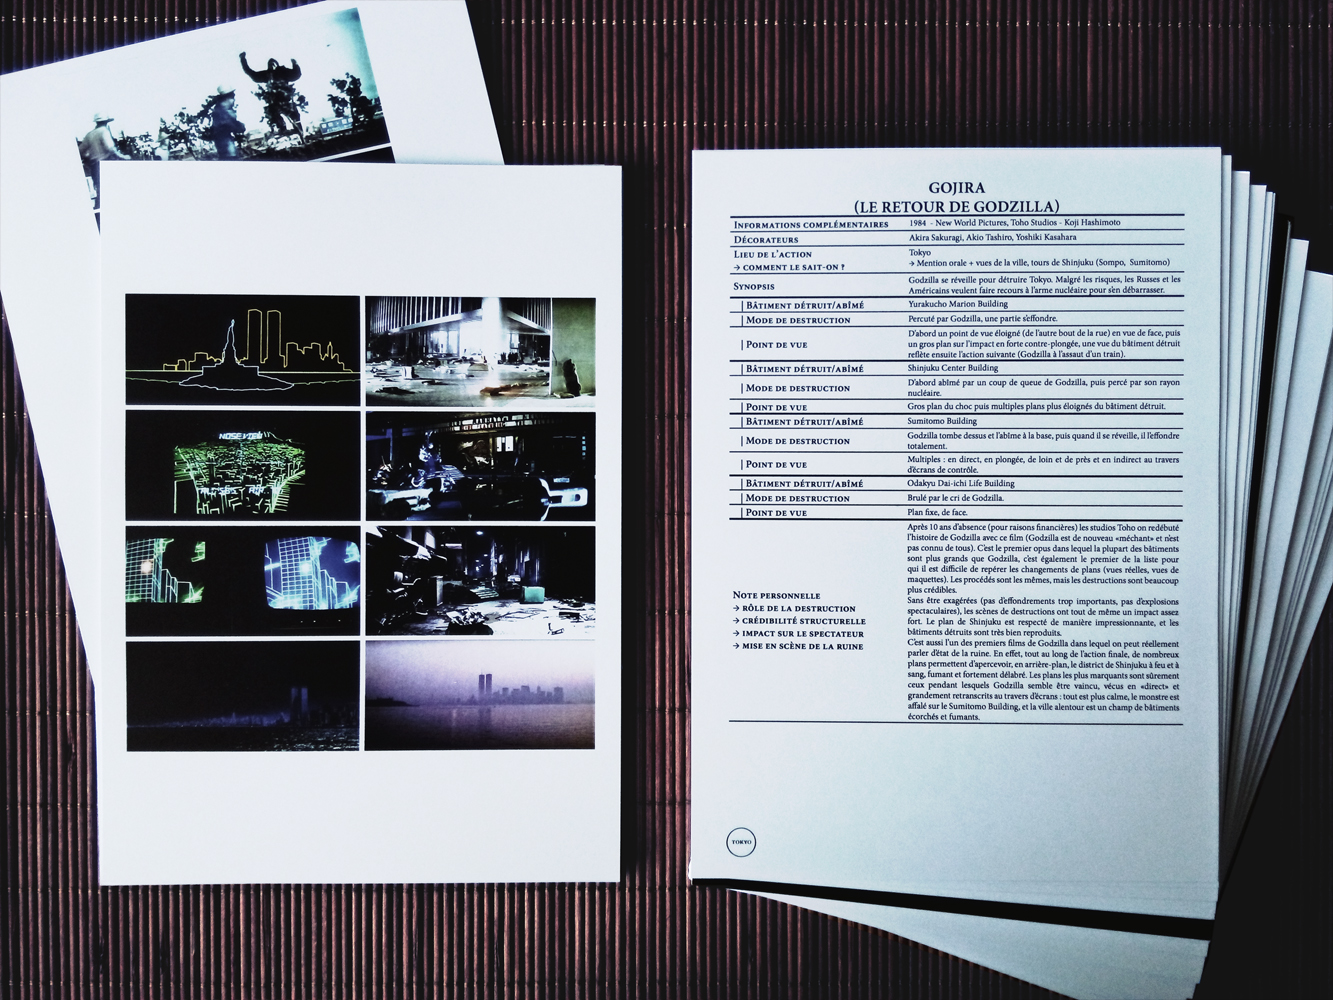 NOSE VIEW
GOJIRA
(LE RETOUR DE GODZILLA)
INFORMATIONS COMPLÉMENTAIRES 1984 - New World Pictures, Toho Studios - Koji Hashimoto
DÉCORATEURS Akira Sakuragi, Akio Tashiro, Yoshiki Kasahara
LIEU DE L'ACTION Tokyo
→ COMMENT LE SAIT-ON ? → Mention orale + vues de la ville, tours de Shinjuku (Sompo, Sumitomo)
SYNOPSIS Godzilla se réveille pour détruire Tokyo. Malgré les risques, les Russes et les
Américains veulent faire recours à l'arme nucléaire pour s'en débarrasser.
| BÂTIMENT DÉTRUIT/ABÎMÉ Yurakucho Marion Building
| MODE DE DESTRUCTION Percuté par Godzilla, une partie s'effondre.
| POINT DE VUE D'abord un point de vue éloigné (de l'autre bout de la rue) en vue de face, puis
un gros plan sur l'impact en forte contre-plongée, une vue du bâtiment détruit
reflète ensuite l'action suivante (Godzilla à l'assaut d'un train).
| BÂTIMENT DÉTRUIT/ABÎMÉ Shinjuku Center Building
| MODE DE DESTRUCTION D'abord abîmé par un coup de queue de Godzilla, puis percé par son rayon
nucléaire.
| POINT DE VUE Gros plan du choc puis multiples plans plus éloignés du bâtiment détruit.
| BÂTIMENT DÉTRUIT/ABÎMÉ Sumitomo Building
| MODE DE DESTRUCTION Godzilla tombe dessus et l'abîme à la base, puis quand il se réveille, il l'effondre
totalement.
| POINT DE VUE Multiples : en direct, en plongée, de loin et de près et en indirect au travers
d'écrans de contrôle.
| BÂTIMENT DÉTRUIT/ABÎMÉ Odakyu Dai-ichi Life Building
| MODE DE DESTRUCTION Brulé par le cri de Godzilla.
| POINT DE VUE Plan fixe, de face.
NOTE PERSONNELLE
→ RÔLE DE LA DESTRUCTION
→ CRÉDIBILITÉ STRUCTURELLE
→ IMPACT SUR LE SPECTATEUR
→ MISE EN SCÈNE DE LA RUINE
Après 10 ans d'absence (pour raisons financières) les studios Toho on redébuté
l'histoire de Godzilla avec ce film (Godzilla est de nouveau «méchant» et n'est
pas connu de tous). C'est le premier opus dans lequel la plupart des bâtiments
sont plus grands que Godzilla, c'est également le premier de la liste pour
qui il est difficile de repérer les changements de plans (vues réelles, vues de
maquettes). Les procédés sont les mêmes, mais les destructions sont beaucoup
plus crédibles.
Sans être exagérées (pas d'effondrements trop importants, pas d'explosions
spectaculaires), les scènes de destructions ont tout de même un impact assez
fort. Le plan de Shinjuku est respecté de manière impressionnante, et les
bâtiments détruits sont très bien reproduits.
C'est aussi l'un des premiers films de Godzilla dans lequel on peut réellement
parler d'état de la ruine. En effet, tout au long de l'action finale, de nombreux
plans permettent d'apercevoir, en arrière-plan, le district de Shinjuku à feu et à
sang, fumant et fortement délabré. Les plans les plus marquants sont sûrement
ceux pendant lesquels Godzilla semble être vaincu, vécus en «direct» et
grandement retranscrits au travers d'écrans : tout est plus calme, le monstre est
affalé sur le Sumitomo Building, et la ville alentour est un champ de bâtiments
écorchés et fumants.
TOKYO